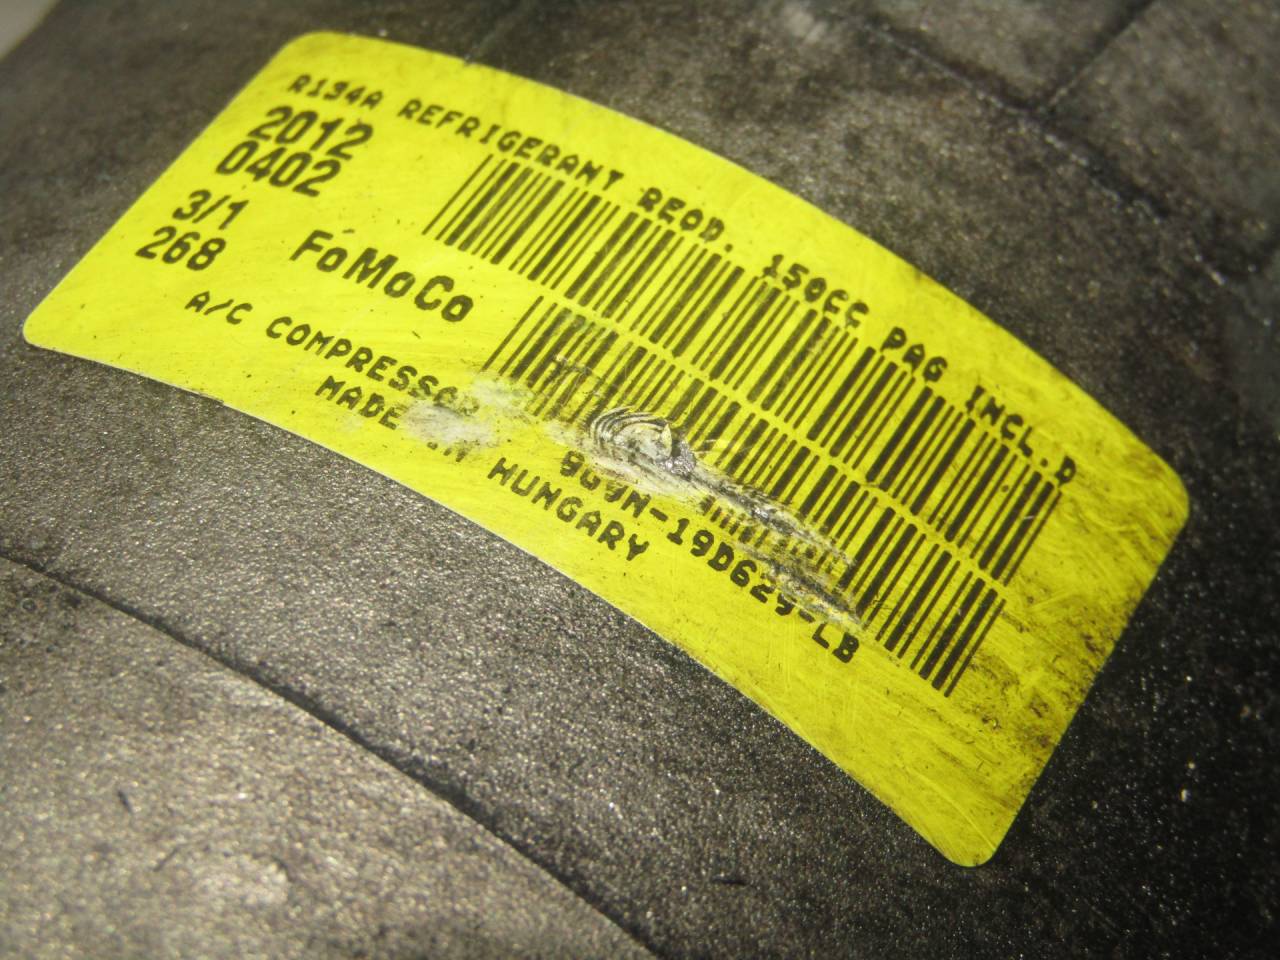 R134A REFRIGERANT REQD. 150CC PAG INCL.D
2012
0402
3/1
268
FoMoCo
A/C COMPRESSOR 9G9N-19D629-LB
MADE IN HUNGARY